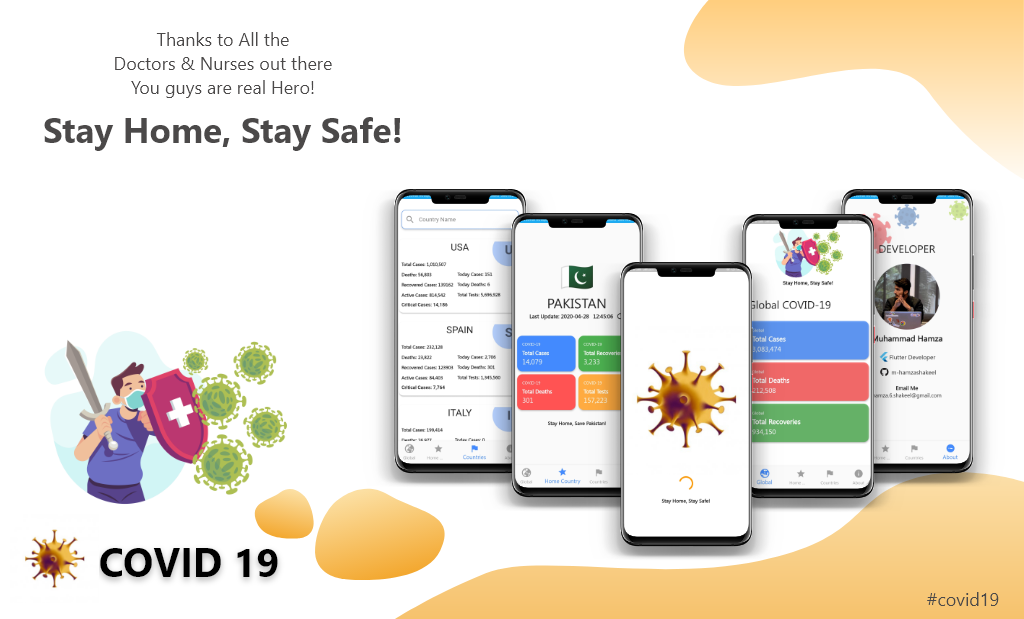 Thanks to All the
Doctors & Nurses out there
You guys are real Hero!
Stay Home, Stay Safe!
COVID 19
Country Name
USA
Total Cases: 1,010,507
Deaths: 56,803
Today Cases: 151
Recovered Cases: 139162
Today Deaths: 6
Active Cases: 814,542
Total Tests: 5,696,928
Critical Cases: 14,186
SPAIN
Total Cases: 232,128
Deaths: 23,822
Today Cases: 2,706
Recovered Cases: 123903
Today Deaths: 301
Active Cases: 84,403
Total Tests: 1,345,560
Critical Cases: 7,764
ITALY
Total Cases: 199,414
Today Cases: 0
Global
Home...
Countries
PAKISTAN
Last Update: 2020-04-28 12:45:06
COVID-19
Total Cases
14,079
COVID-19
Total Recoveries
3,233
COVID-19
Total Deaths
301
COVID-19
Total Tests
157,223
Stay Home, Save Pakistan!
Global
Home Country
Countries
Stay Home, Stay Safe!
Stay Home, Stay Safe!
Global COVID-19
Global
Total Cases
3,083,474
Global
Total Deaths
212,508
Global
Total Recoveries
934,150
Global
Home...
Countries
About
DEVELOPER
Muhammad Hamza
Flutter Developer
m-hamzashakeel
Email Me
hamza.6.shakeel@gmail.com
Home...
Countries
About
#covid19